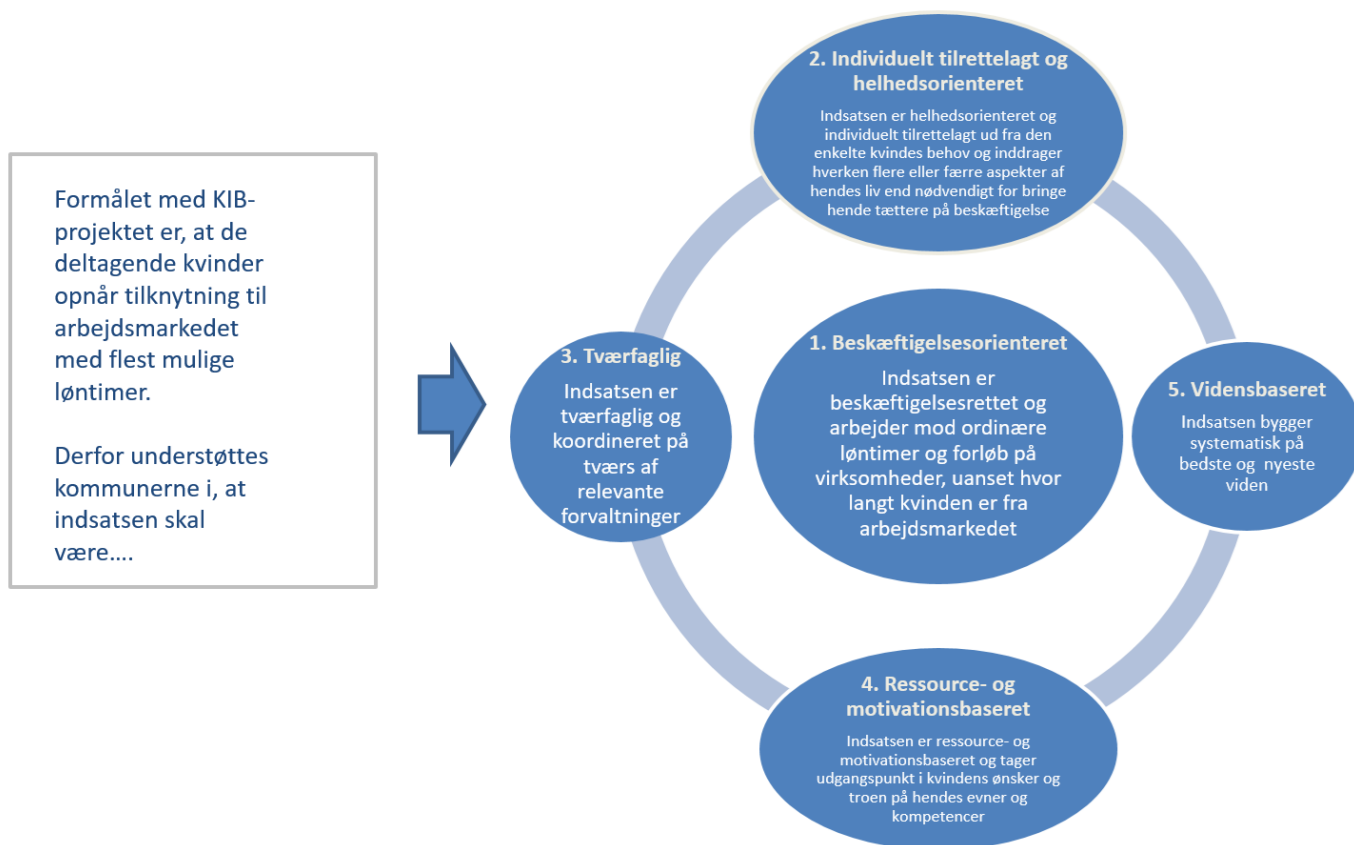 Formålet med KIB-
projektet er, at de
deltagende kvinder
opnår tilknytning til
arbejdsmarkedet
med flest mulige
løntimer.
Derfor understøttes
kommunerne i, at
indsatsen skal
være....
2. Individuelt tilrettelagt og
helhedsorienteret
Indsatsen er helhedsorienteret og
individuelt tilrettelagt ud fra den
enkelte kvindes behov og inddrager
hverken flere eller færre aspekter af
hendes liv end nødvendigt for bringe
hende tættere på beskæftigelse
3. Tværfaglig
Indsatsen er
tværfaglig og
koordineret på
tværs af
relevante
forvaltninger
1. Beskæftigelsesorienteret
Indsatsen er
beskæftigelsesrettet og
arbejder mod ordinære
løntimer og forløb på
virksomheder, uanset hvor
langt kvinden er fra
arbejdsmarkedet
5. Vidensbaseret
Indsatsen bygger
systematisk på
bedste og  nyeste
viden
4. Ressource- og
motivationsbaseret
Indsatsen er ressource- og
motivationsbaseret og tager
udgangspunkt i kvindens ønsker og
troen på hendes evner og
kompetencer